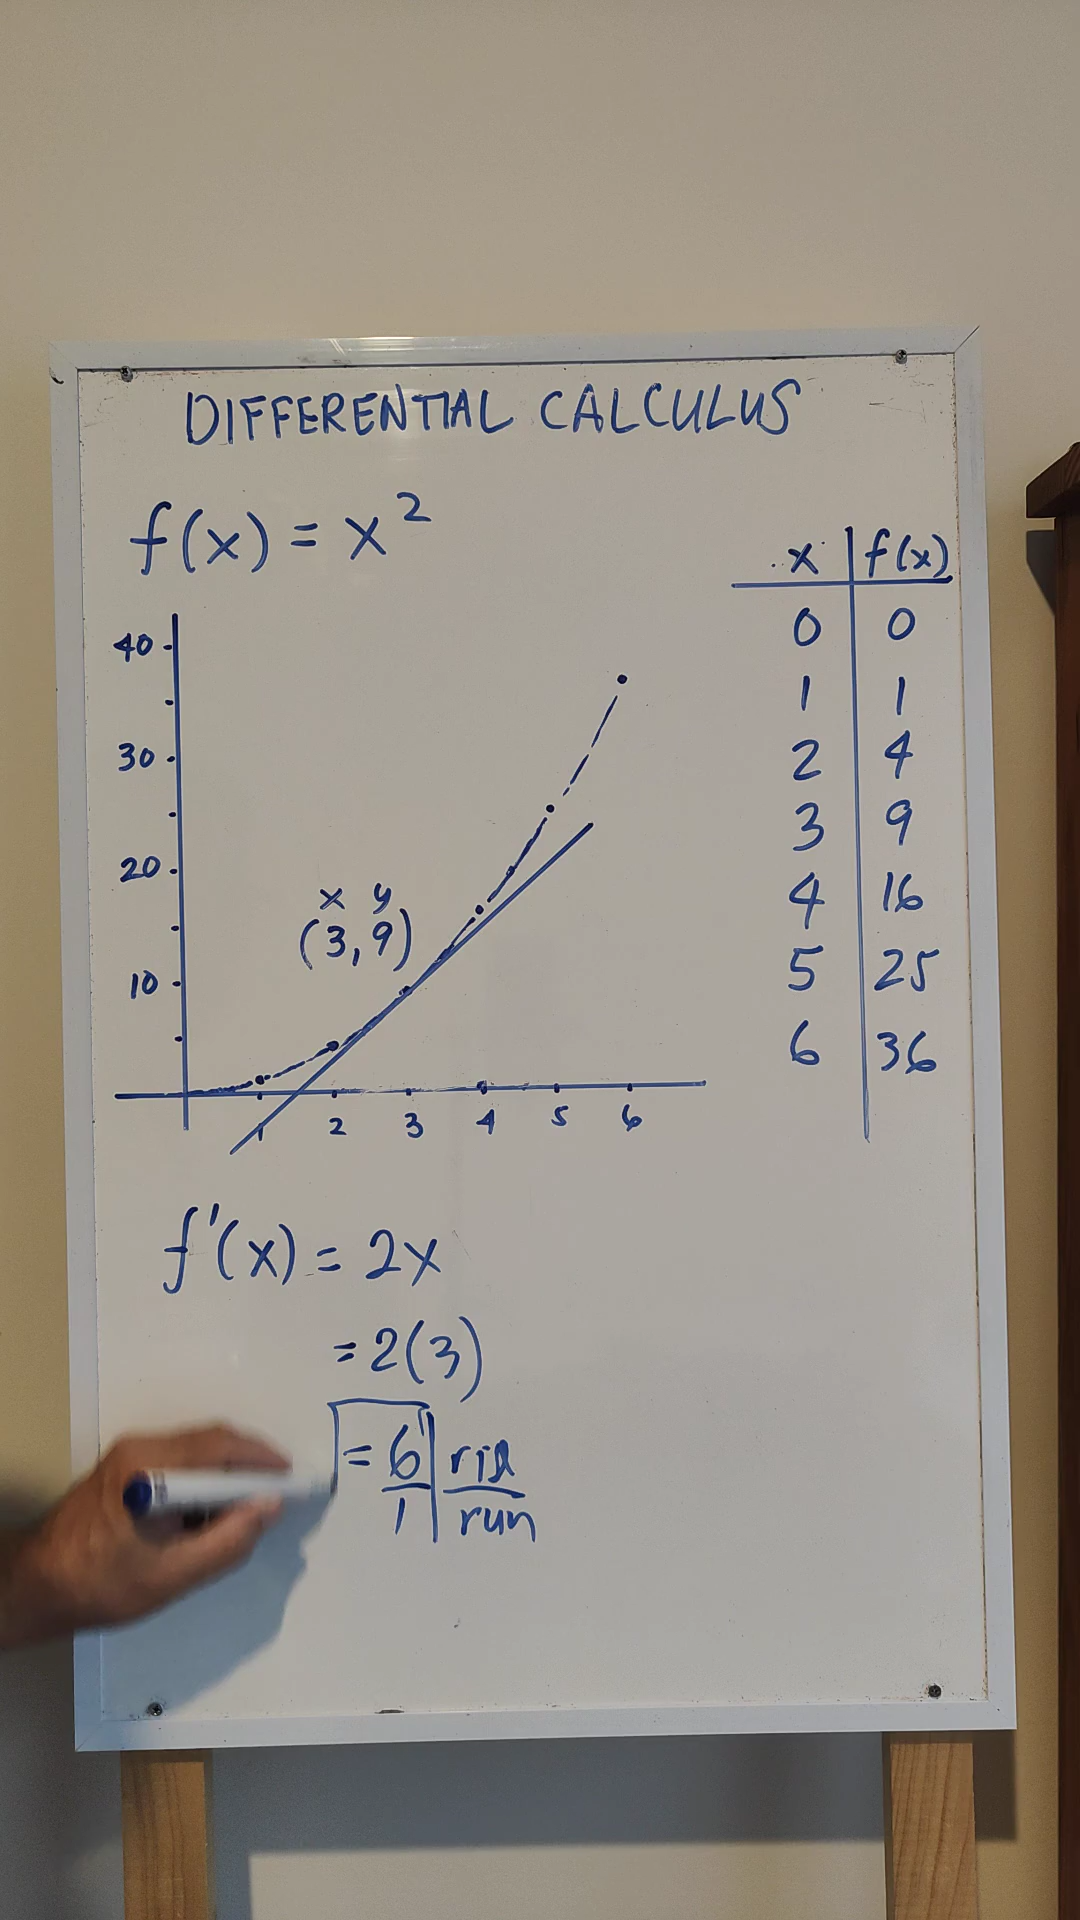 DIFFERENTIAL CALCULUS
f(x) = x²
x | f(x)
0 | 0
1 | 1
2 | 4
3 | 9
4 | 16
5 | 25
6 | 36
40
30
20
10
x y
(3, 9)
1 2 3 4 5 6
f'(x) = 2x
= 2(3)
= 6/1
run